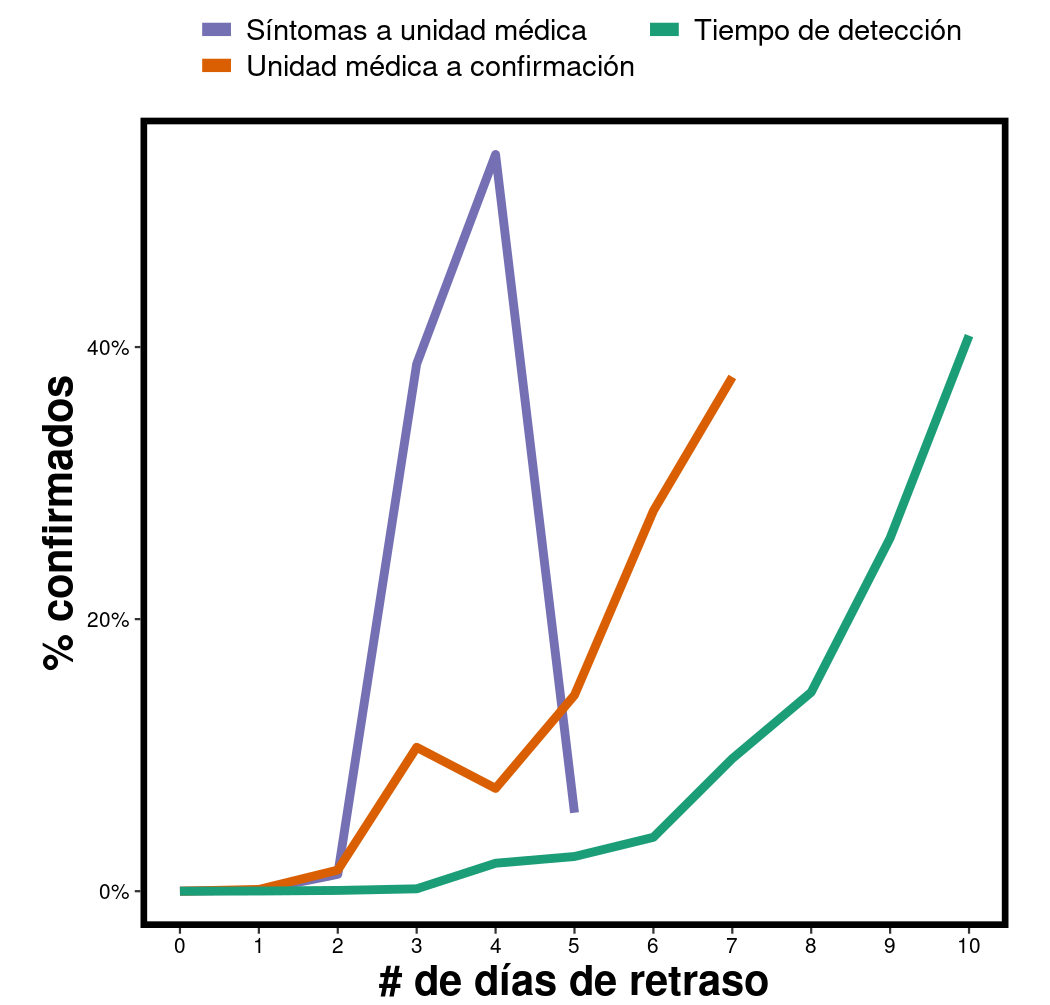 Síntomas a unidad médica
Tiempo de detección
Unidad médica a confirmación
% confirmados
40%
20%
0%
0 1 2 3 4 5 6 7 8 9 10
# de días de retraso